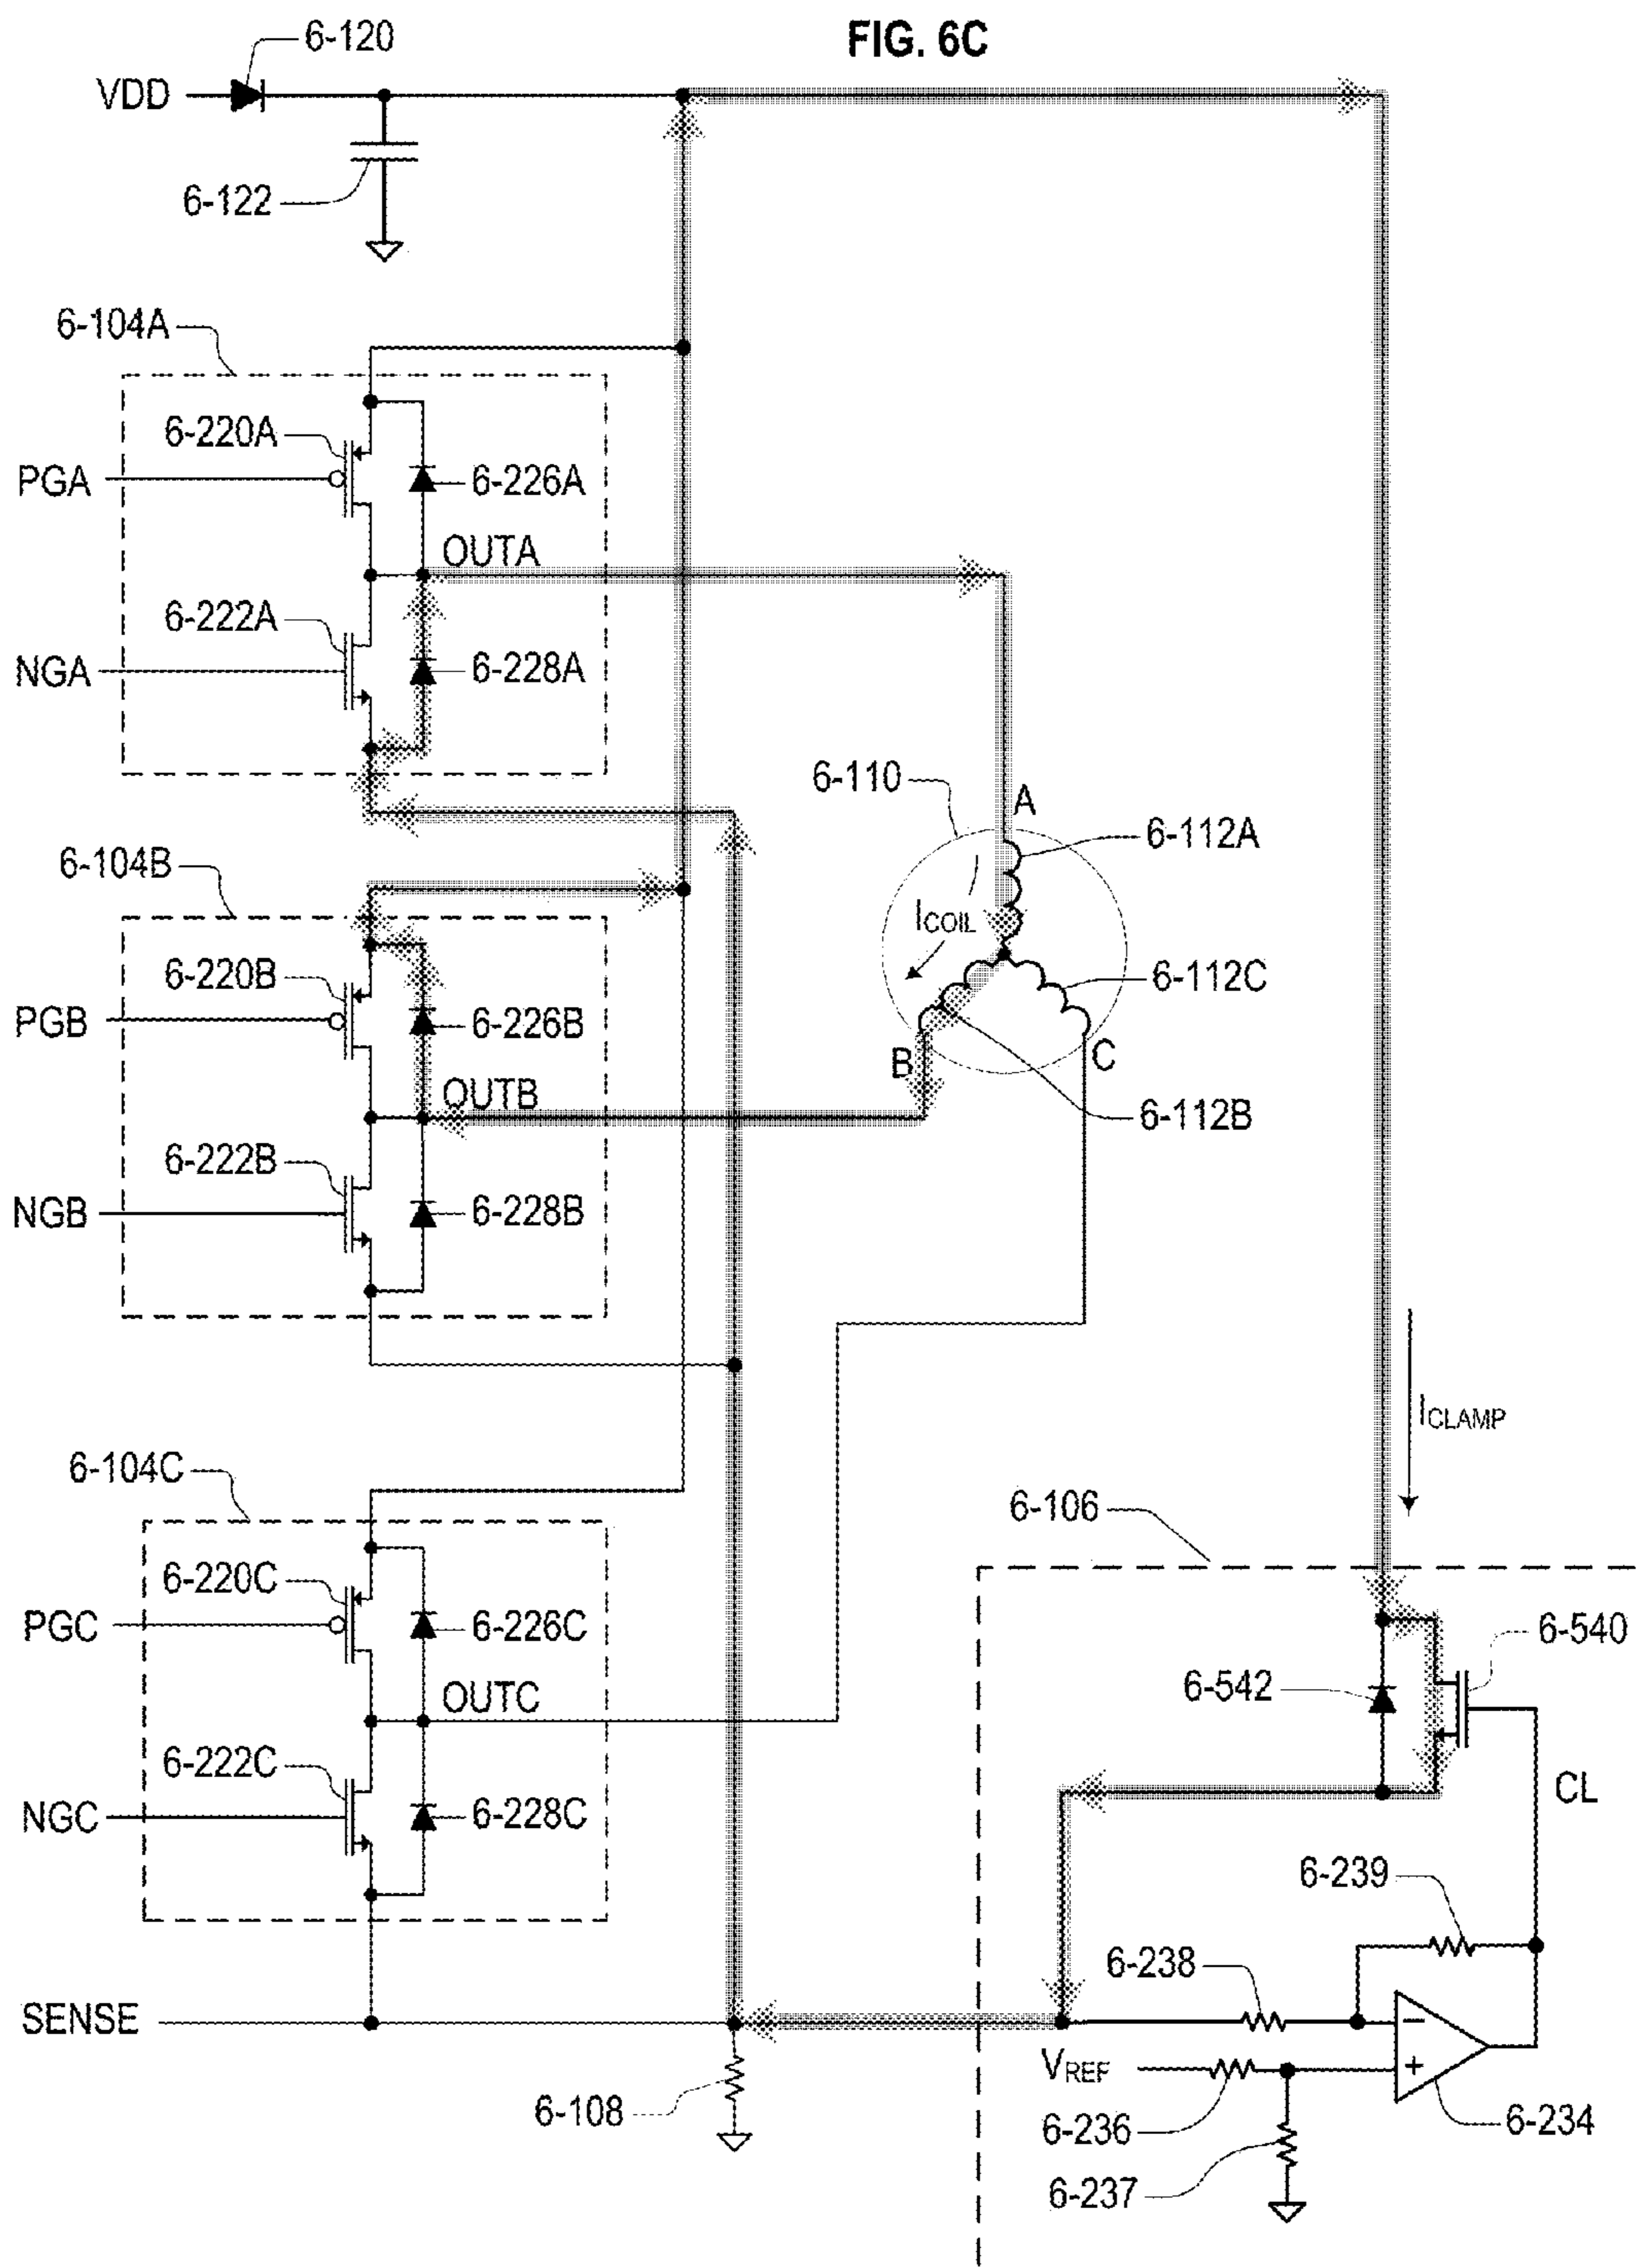 FIG. 6C
6-120
VDD
6-122
6-104A
6-220A
PGA
6-226A
OUTA
6-222A
NGA
6-228A
6-110
A
6-112A
6-104B
I_COIL
6-220B
6-112C
PGB
6-226B
B
C
OUTB
6-112B
6-222B
NGB
6-228B
I_CLAMP
6-104C
6-106
6-220C
PGC
6-226C
6-540
6-542
OUTC
6-222C
CL
NGC
6-228C
6-239
6-238
SENSE
V_REF
6-108
6-236
6-234
6-237
−
+